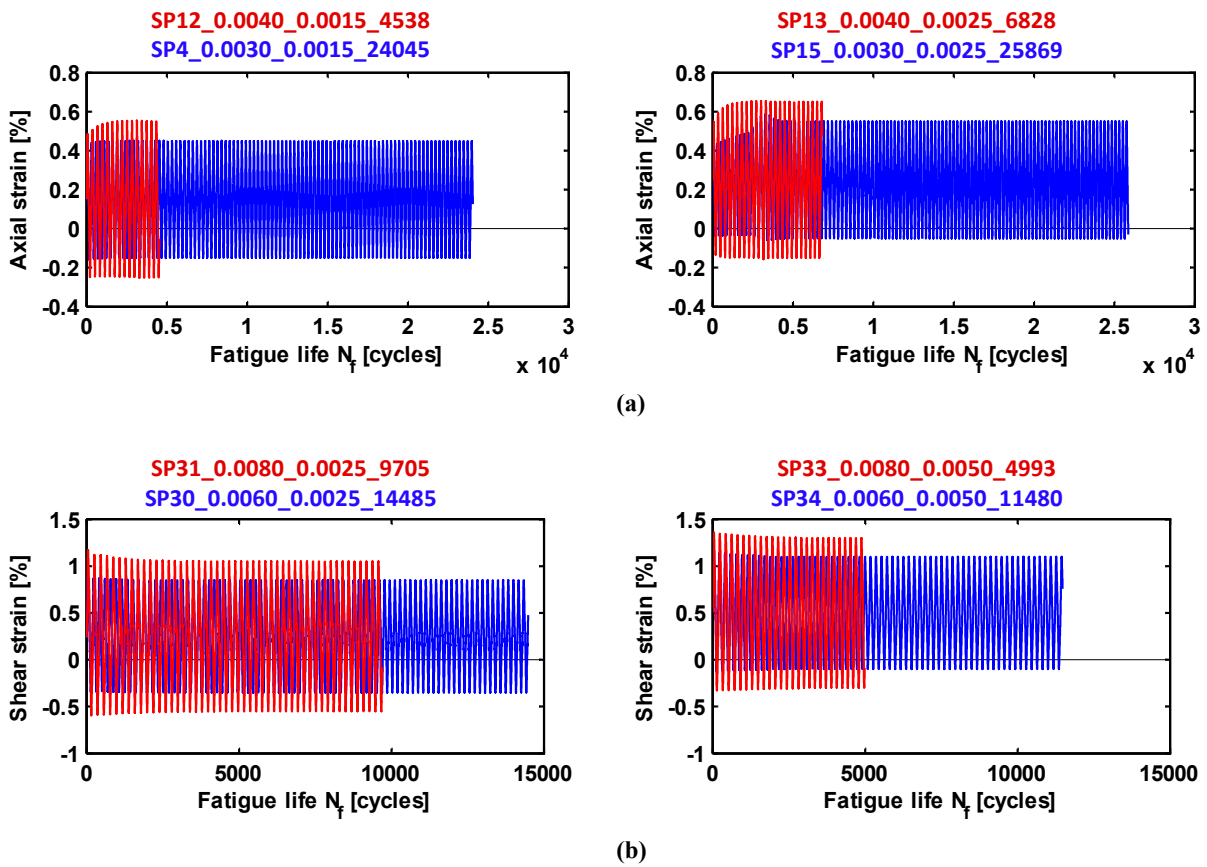 SP12_0.0040_0.0015_4538
SP4_0.0030_0.0015_24045
0.8
0.6
0.4
0.2
0
-0.2
-0.4
Axial strain [%]
0 0.5 1 1.5 2 2.5 3
Fatigue life N_f [cycles]
x 10^4
SP13_0.0040_0.0025_6828
SP15_0.0030_0.0025_25869
0.8
0.6
0.4
0.2
0
-0.2
-0.4
Axial strain [%]
0 0.5 1 1.5 2 2.5 3
Fatigue life N_f [cycles]
x 10^4
(a)
SP31_0.0080_0.0025_9705
SP30_0.0060_0.0025_14485
1.5
1
0.5
0
-0.5
-1
Shear strain [%]
0 5000 10000 15000
Fatigue life N_f [cycles]
SP33_0.0080_0.0050_4993
SP34_0.0060_0.0050_11480
1.5
1
0.5
0
-0.5
-1
Shear strain [%]
0 5000 10000 15000
Fatigue life N_f [cycles]
(b)